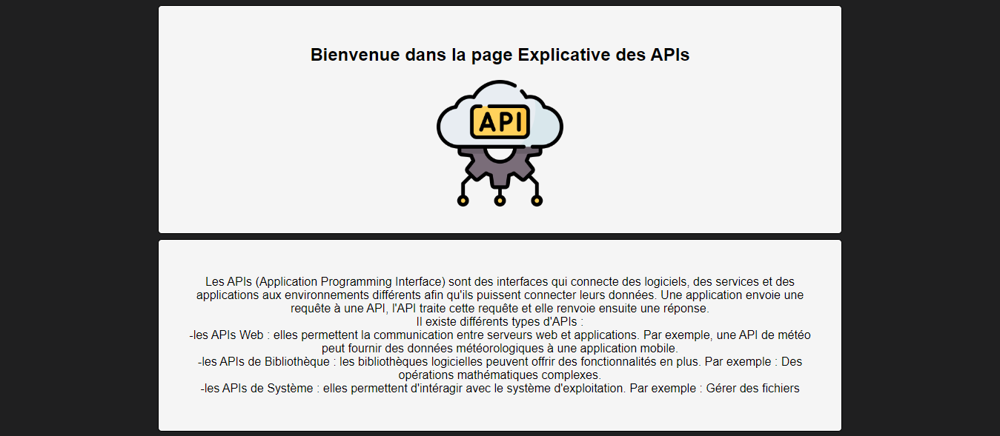 Bienvenue dans la page Explicative des APIs
API
Les APIs (Application Programming Interface) sont des interfaces qui connecte des logiciels, des services et des
applications aux environnements différents afin qu'ils puissent connecter leurs données. Une application envoie une
requête à une API, l'API traite cette requête et elle renvoie ensuite une réponse.
Il existe différents types d'APIs :
-les APIs Web : elles permettent la communication entre serveurs web et applications. Par exemple, une API de météo
peut fournir des données météorologiques à une application mobile.
-les APIs de Bibliothèque : les bibliothèques logicielles peuvent offrir des fonctionnalités en plus. Par exemple : Des
opérations mathématiques complexes.
-les APIs de Système : elles permettent d'intéragir avec le système d'exploitation. Par exemple : Gérer des fichiers